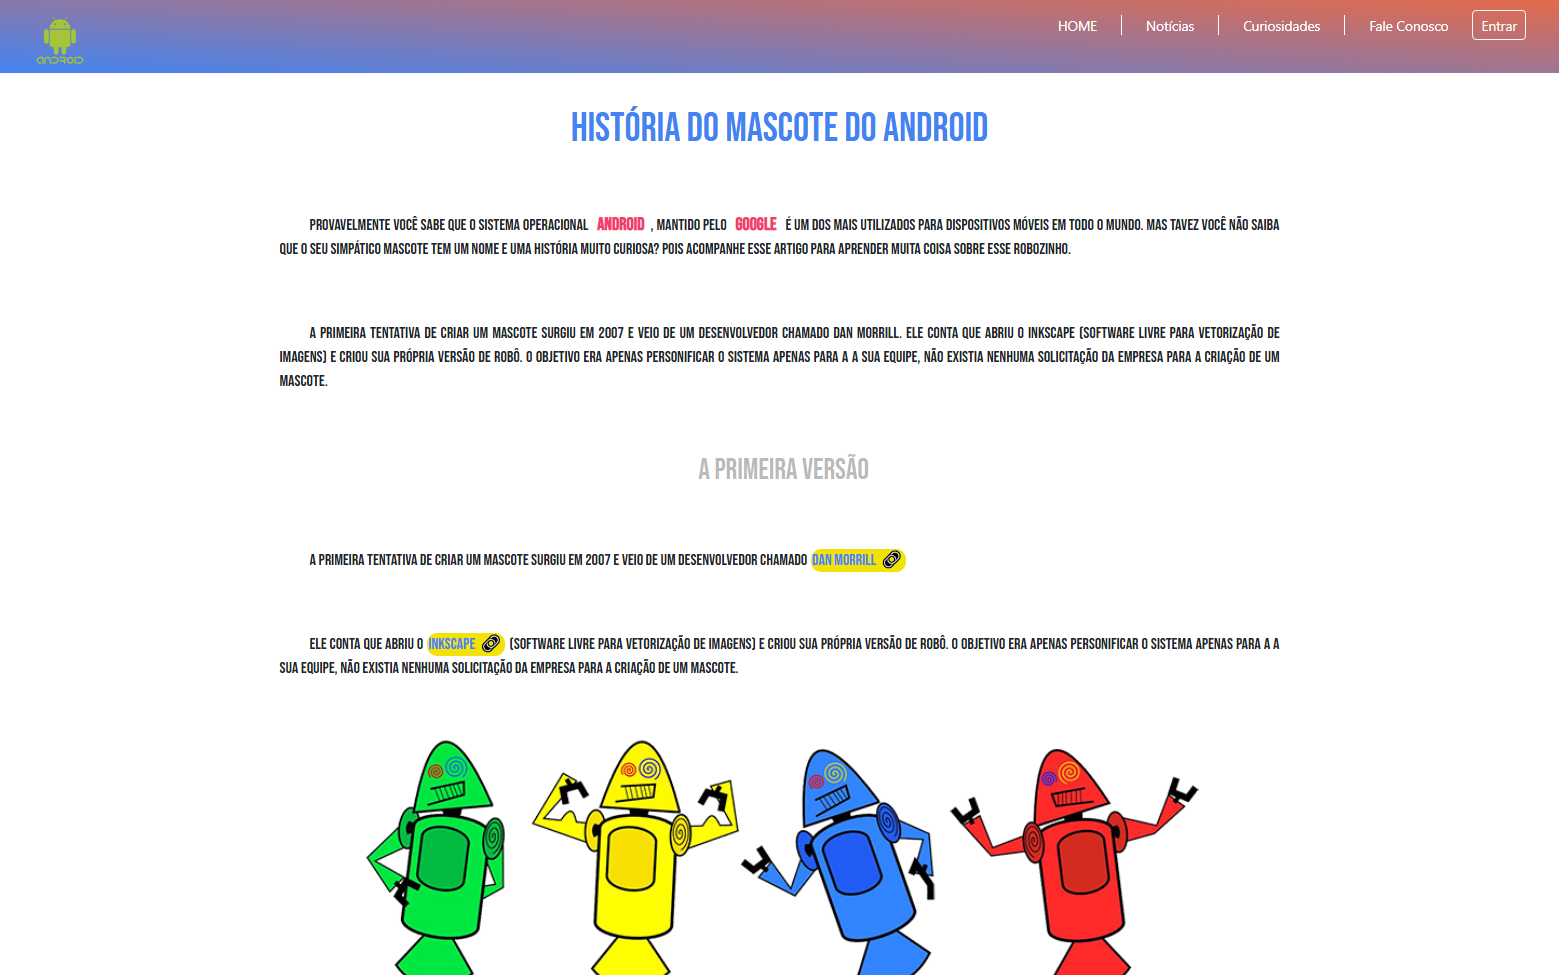 ANDROID
HOME
Notícias
Curiosidades
Fale Conosco
Entrar
HISTÓRIA DO MASCOTE DO ANDROID
PROVAVELMENTE VOCÊ SABE QUE O SISTEMA OPERACIONAL ANDROID , MANTIDO PELO GOOGLE É UM DOS MAIS UTILIZADOS PARA DISPOSITIVOS MÓVEIS EM TODO O MUNDO. MAS TAVEZ VOCÊ NÃO SAIBA
QUE O SEU SIMPÁTICO MASCOTE TEM UM NOME E UMA HISTÓRIA MUITO CURIOSA? POIS ACOMPANHE ESSE ARTIGO PARA APRENDER MUITA COISA SOBRE ESSE ROBOZINHO.
A PRIMEIRA TENTATIVA DE CRIAR UM MASCOTE SURGIU EM 2007 E VEIO DE UM DESENVOLVEDOR CHAMADO DAN MORRILL. ELE CONTA QUE ABRIU O INKSCAPE (SOFTWARE LIVRE PARA VETORIZAÇÃO DE
IMAGENS) E CRIOU SUA PRÓPRIA VERSÃO DE ROBÔ. O OBJETIVO ERA APENAS PERSONIFICAR O SISTEMA APENAS PARA A A SUA EQUIPE, NÃO EXISTIA NENHUMA SOLICITAÇÃO DA EMPRESA PARA A CRIAÇÃO DE UM
MASCOTE.
A PRIMEIRA VERSÃO
A PRIMEIRA TENTATIVA DE CRIAR UM MASCOTE SURGIU EM 2007 E VEIO DE UM DESENVOLVEDOR CHAMADO DAN MORRILL
ELE CONTA QUE ABRIU O INKSCAPE (SOFTWARE LIVRE PARA VETORIZAÇÃO DE IMAGENS) E CRIOU SUA PRÓPRIA VERSÃO DE ROBÔ. O OBJETIVO ERA APENAS PERSONIFICAR O SISTEMA APENAS PARA A A
SUA EQUIPE, NÃO EXISTIA NENHUMA SOLICITAÇÃO DA EMPRESA PARA A CRIAÇÃO DE UM MASCOTE.